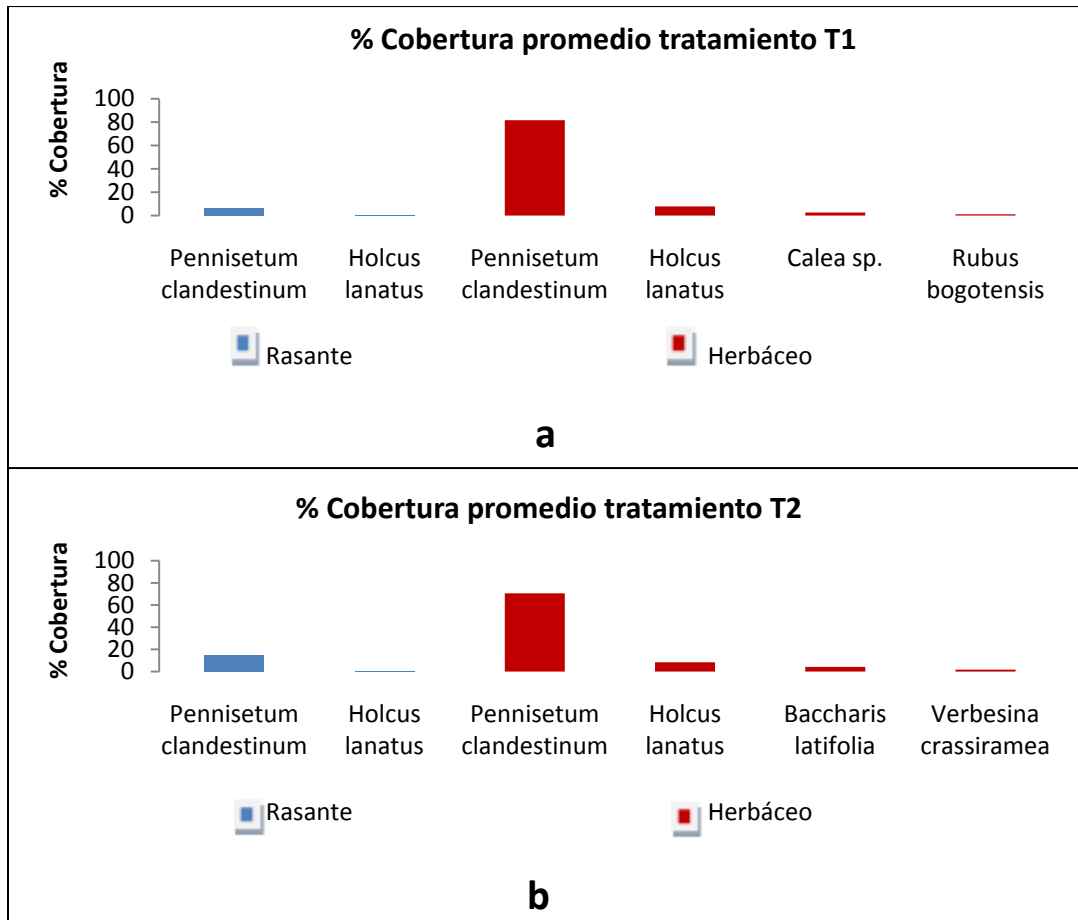 % Cobertura promedio tratamiento T1
% Cobertura
100
80
60
40
20
0
Pennisetum
clandestinum
Holcus
lanatus
Pennisetum
clandestinum
Holcus
lanatus
Calea sp.
Rubus
bogotensis
Rasante
Herbáceo
a
% Cobertura promedio tratamiento T2
% Cobertura
100
80
60
40
20
0
Pennisetum
clandestinum
Holcus
lanatus
Pennisetum
clandestinum
Holcus
lanatus
Baccharis
latifolia
Verbesina
crassiramea
Rasante
Herbáceo
b